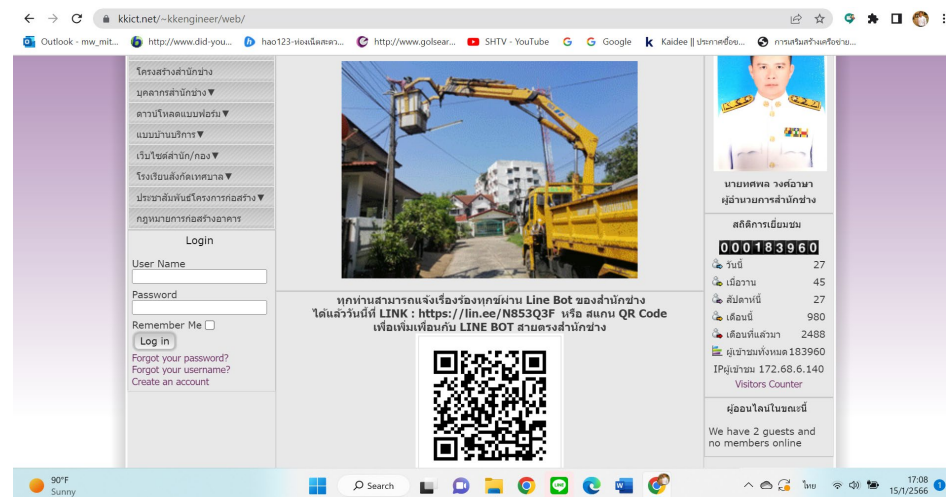 kkict.net/~kkengineer/web/
Outlook - mw_mit...
http://www.did-you...
hao123-ท่องเน็ตสะดว...
http://www.golsear...
SHTV - YouTube
G
Google
Kaidee || ประกาศซื้อข...
การเสริมสร้างเครือข่าย...
โครงสร้างสำนักช่าง
บุคลากรสำนักช่าง▼
ดาวน์โหลดแบบฟอร์ม▼
แบบบ้านบริการ▼
เว็บไซต์สำนัก/กอง▼
โรงเรียนสังกัดเทศบาล▼
ประชาสัมพันธ์โครงการก่อสร้าง▼
กฎหมายการก่อสร้างอาคาร
Login
User Name
Password
Remember Me
Log in
Forgot your password?
Forgot your username?
Create an account
ทุกท่านสามารถแจ้งเรื่องร้องทุกข์ผ่าน Line Bot ของสำนักช่าง
ได้แล้ววันนี้ที่ LINK : https://lin.ee/N853Q3F หรือ สแกน QR Code
เพื่อเพิ่มเพื่อนกับ LINE BOT สายตรงสำนักช่าง
นายทศพล วงศ์อาษา
ผู้อำนวยการสำนักช่าง
สถิติการเยี่ยมชม
000183960
วันนี้ 27
เมื่อวาน 45
สัปดาห์นี้ 27
เดือนนี้ 980
เดือนที่แล้วมา 2488
ผู้เข้าชมทั้งหมด 183960
IPผู้เข้าชม 172.68.6.140
Visitors Counter
ผู้ออนไลน์ในขณะนี้
We have 2 guests and
no members online
90°F
Sunny
Search
ไทย
17:08
15/1/2566
1